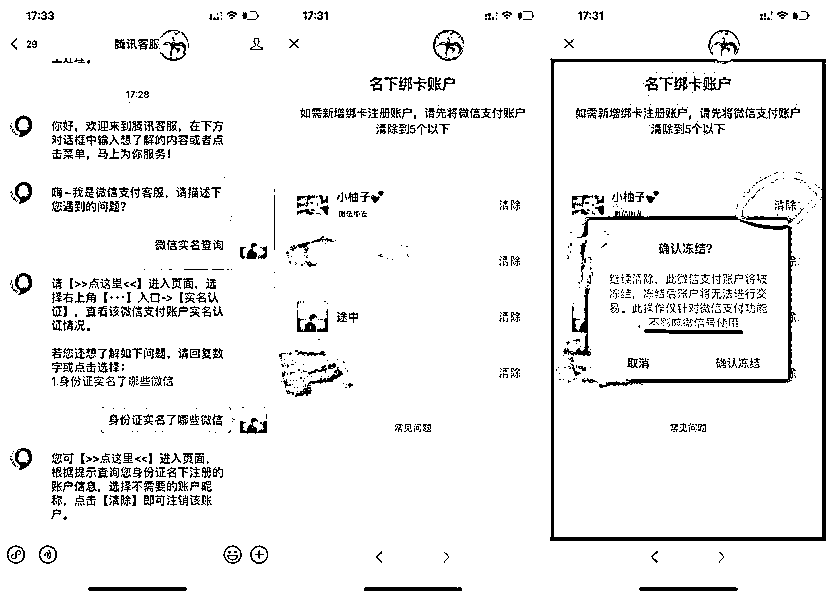 17:33
29
腾讯客服
17:28
你好，欢迎来到腾讯客服，在下方
对话框中输入想了解的内容或者点
击菜单，马上为你服务！
嗨~我是微信支付客服，请描述下
您遇到的问题？
微信实名查询
请【>>点这里<<】进入页面，选
择右上角【···】入口->【实名认
证】，查看该微信支付账户实名认
证情况。
若您还想了解如下问题，请回复数
字或点击选择：
1.身份证实名了哪些微信
身份证实名了哪些微信
您可【>>点这里<<】进入页面，
根据提示查询您身份证名下注册的
账户信息，选择不需要的账户昵
称，点击【清除】即可注销该账
户。
17:31
名下绑卡账户
如需新增绑卡注册账户，请先将微信支付账户
清除到5个以下
小柚子💕
清除
清除
途中
清除
清除
常见问题
17:31
名下绑卡账户
如需新增绑卡注册账户，请先将微信支付账户
清除到5个以下
小柚子💕
清除
确认冻结？
继续清除，此微信支付账户将被
冻结，冻结后账户将无法进行交
易。此操作仅针对微信支付功能
不影响微信号使用
取消
确认冻结
常见问题